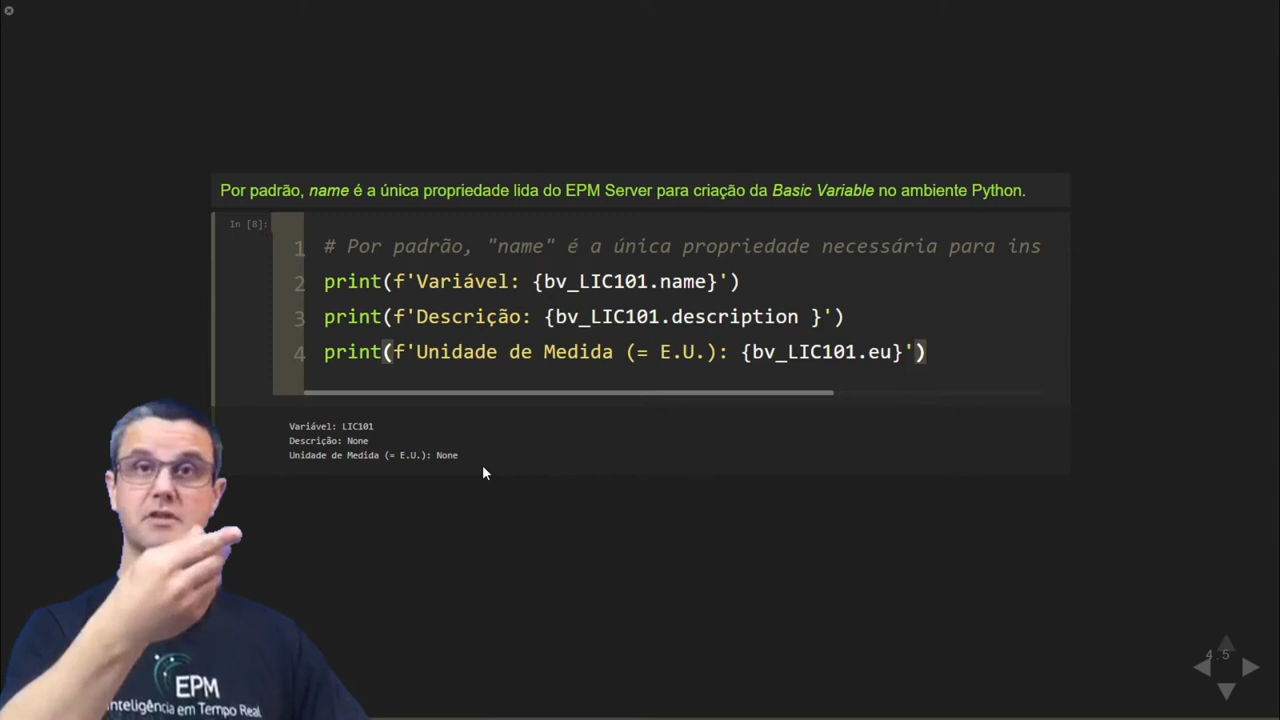 Por padrão, name é a única propriedade lida do EPM Server para criação da Basic Variable no ambiente Python.
In [8]:
1 # Por padrão, "name" é a única propriedade necessária para ins
2 print(f'Variável: {bv_LIC101.name}')
3 print(f'Descrição: {bv_LIC101.description }')
4 print(f'Unidade de Medida (= E.U.): {bv_LIC101.eu}')
Variável: LIC101
Descrição: None
Unidade de Medida (= E.U.): None
EPM
Inteligência em Tempo Real
4.5